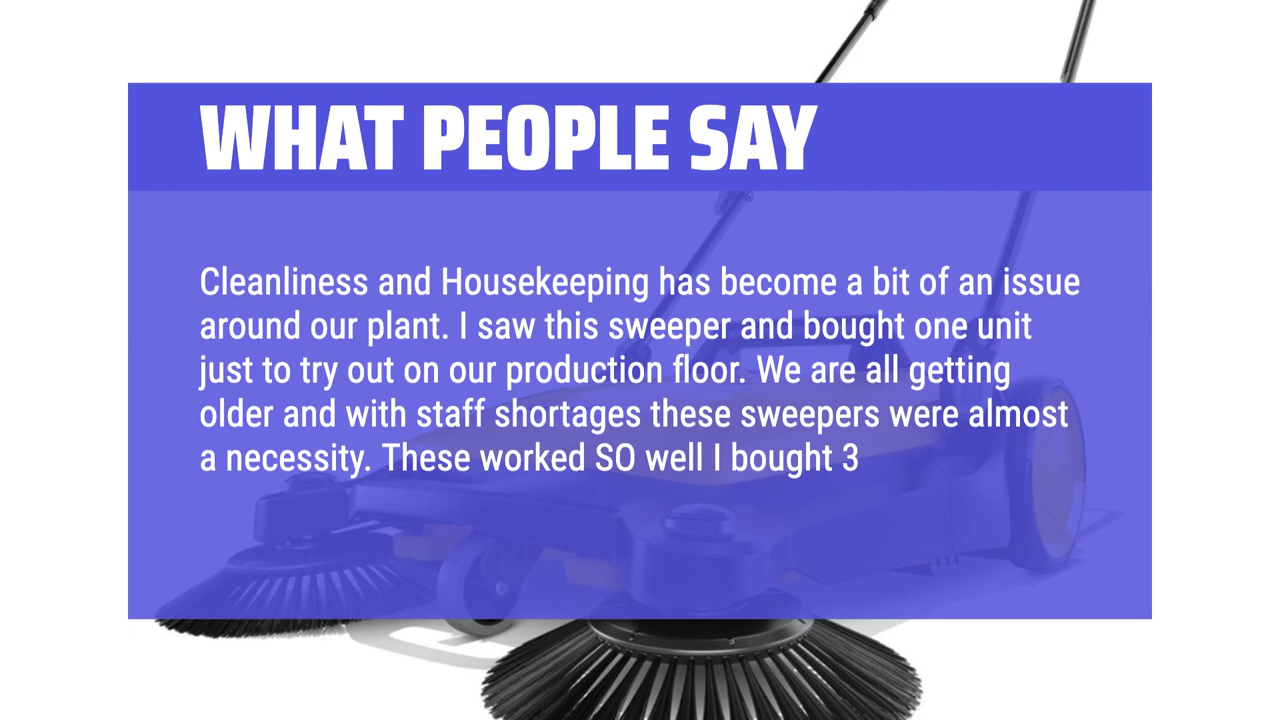 WHAT PEOPLE SAY
Cleanliness and Housekeeping has become a bit of an issue
around our plant. I saw this sweeper and bought one unit
just to try out on our production floor. We are all getting
older and with staff shortages these sweepers were almost
a necessity. These worked SO well I bought 3